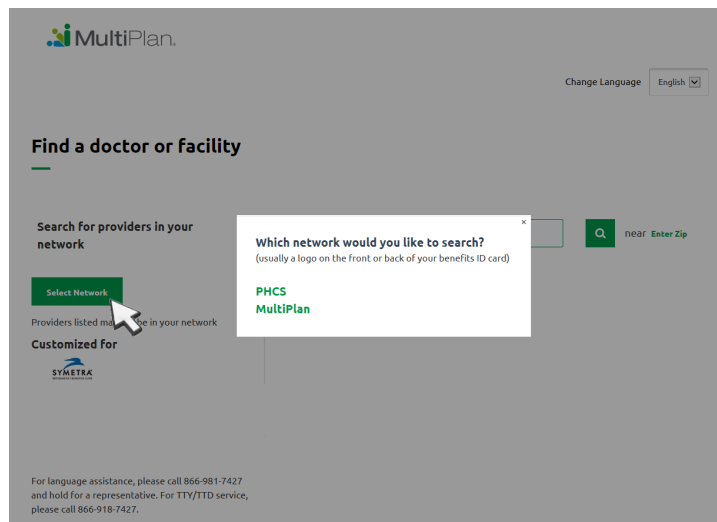 MultiPlan.
Change Language English
Find a doctor or facility
Search for providers in your
network
×
Which network would you like to search?
(usually a logo on the front or back of your benefits ID card)
PHCS
MultiPlan
near Enter Zip
Select Network
Providers listed may be in your network
Customized for
SYMETRA
For language assistance, please call 866-981-7427
and hold for a representative. For TTY/TTD service,
please call 866-918-7427.